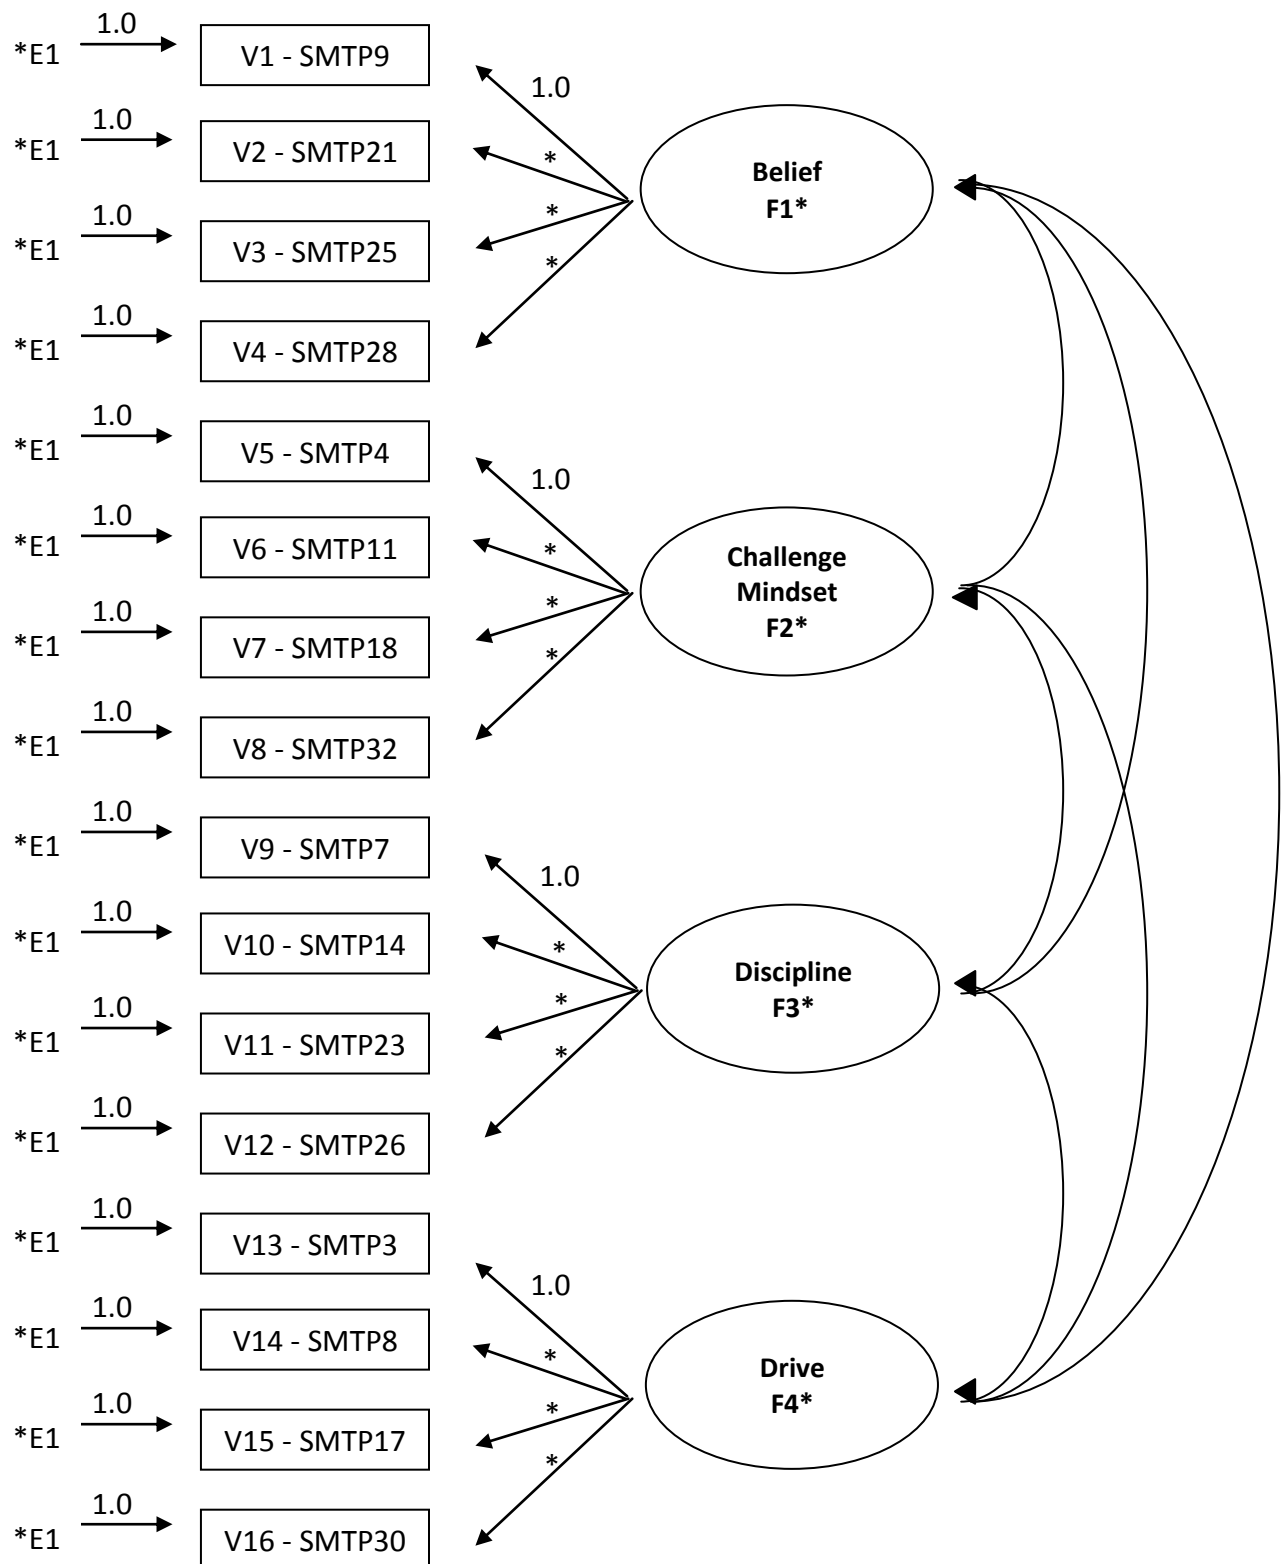 1.0
*E1
V1 - SMTP9
1.0
1.0
*E1
V2 - SMTP21
*
Belief
F1*
1.0
*E1
V3 - SMTP25
*
*
1.0
*E1
V4 - SMTP28
1.0
*E1
V5 - SMTP4
1.0
1.0
*E1
V6 - SMTP11
*
Challenge
Mindset
F2*
1.0
*E1
V7 - SMTP18
*
*
1.0
*E1
V8 - SMTP32
1.0
*E1
V9 - SMTP7
1.0
1.0
*E1
V10 - SMTP14
*
Discipline
F3*
1.0
*E1
V11 - SMTP23
*
*
1.0
*E1
V12 - SMTP26
1.0
*E1
V13 - SMTP3
1.0
1.0
*E1
V14 - SMTP8
*
Drive
F4*
1.0
*E1
V15 - SMTP17
*
*
1.0
*E1
V16 - SMTP30